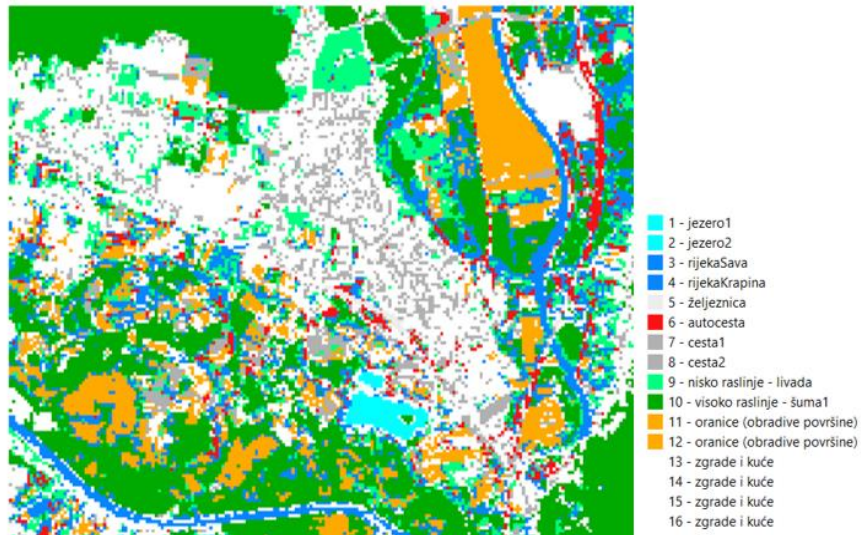 1 - jezero1
2 - jezero2
3 - rijekaSava
4 - rijekaKrapina
5 - željeznica
6 - autocesta
7 - cesta1
8 - cesta2
9 - nisko raslinje - livada
10 - visoko raslinje - šuma1
11 - oranice (obradive površine)
12 - oranice (obradive površine)
13 - zgrade i kuće
14 - zgrade i kuće
15 - zgrade i kuće
16 - zgrade i kuće